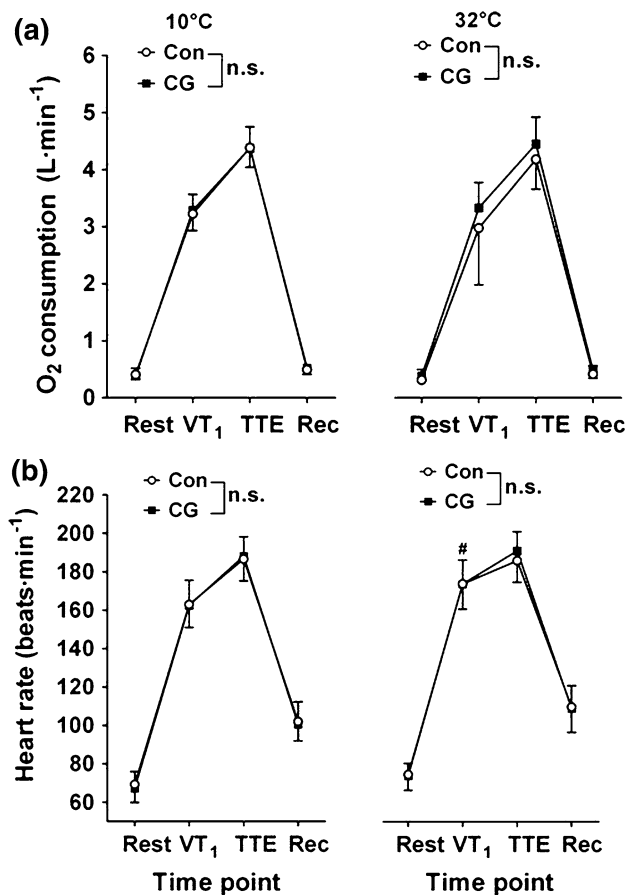 (a)
10°C
32°C
Con
CG
n.s.
Con
CG
n.s.
O2 consumption (L·min-1)
6
5
4
3
2
1
0
Rest VT1 TTE Rec
Rest VT1 TTE Rec
(b)
Con
CG
n.s.
Con
CG
n.s.
Heart rate (beats·min-1)
220
200
180
160
140
120
100
80
60
#
Rest VT1 TTE Rec
Rest VT1 TTE Rec
Time point
Time point